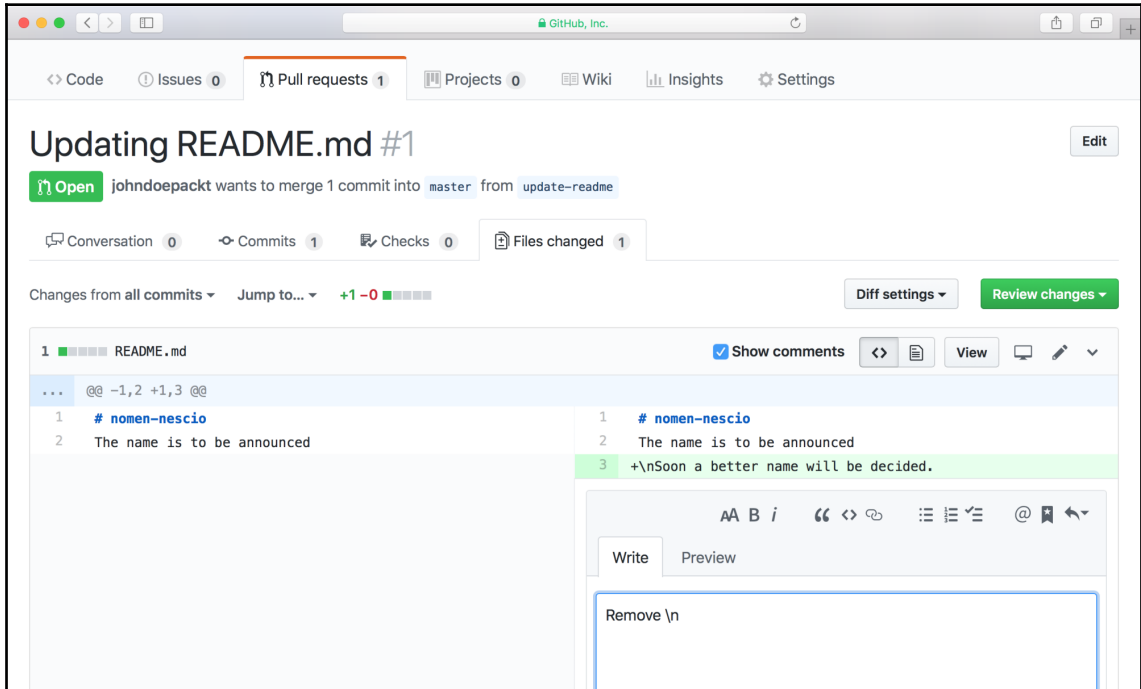 GitHub, Inc.
<> Code Issues 0 Pull requests 1 Projects 0 Wiki Insights Settings
Updating README.md #1
Edit
Open johndoepackt wants to merge 1 commit into master from update-readme
Conversation 0 Commits 1 Checks 0 Files changed 1
Changes from all commits Jump to... +1 −0 Diff settings Review changes
1 README.md Show comments <> View
... @@ -1,2 +1,3 @@
1 # nomen-nescio 1 # nomen-nescio
2 The name is to be announced 2 The name is to be announced
3 +\nSoon a better name will be decided.
AA B i “ <> @
Write Preview
Remove \n